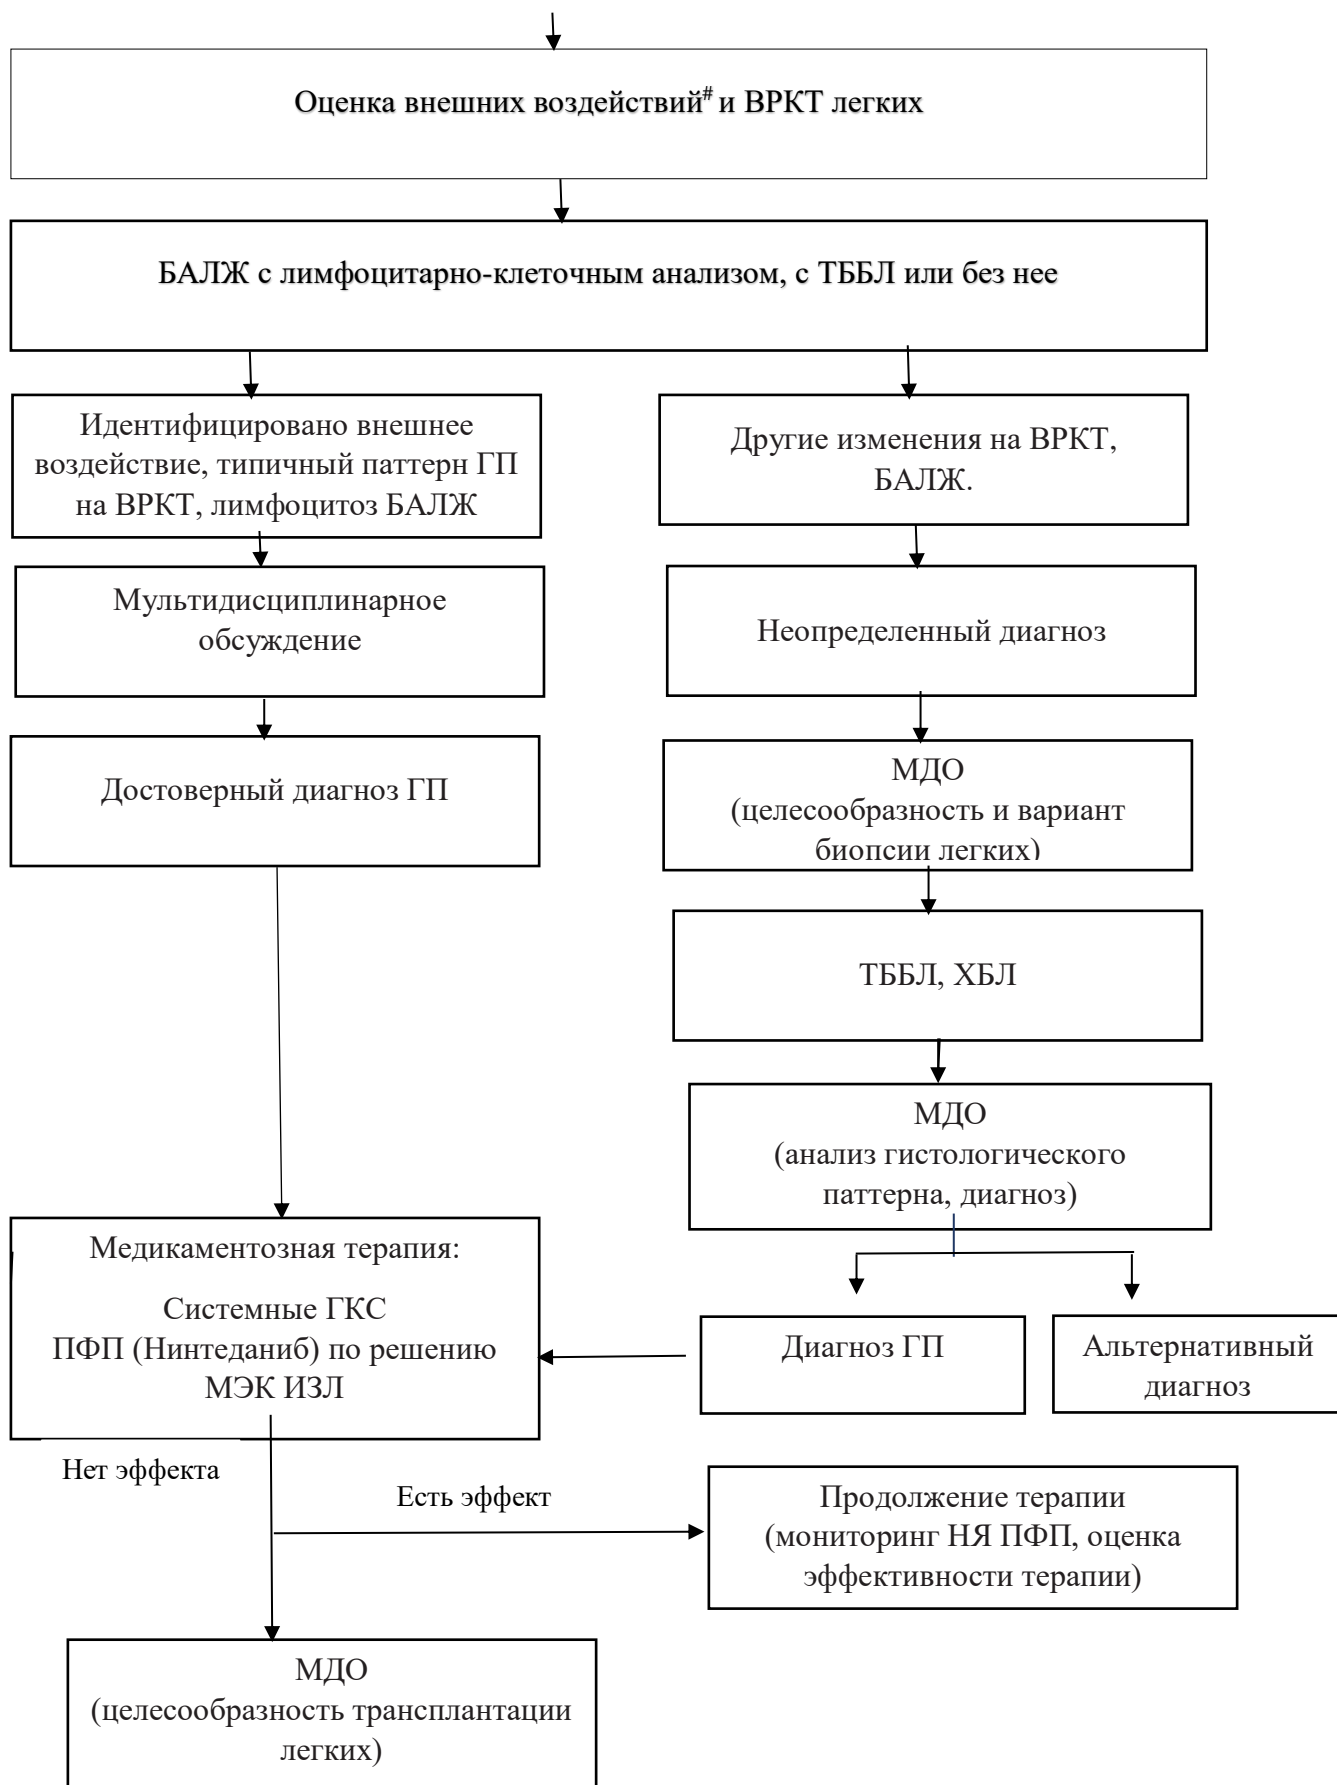 Оценка внешних воздействий# и ВРКТ легких
БАЛЖ с лимфоцитарно-клеточным анализом, с ТББЛ или без нее
Идентифицировано внешнее
воздействие, типичный паттерн ГП
на ВРКТ, лимфоцитоз БАЛЖ
Другие изменения на ВРКТ,
БАЛЖ.
Мультидисциплинарное
обсуждение
Неопределенный диагноз
Достоверный диагноз ГП
МДО
(целесообразность и вариант
биопсии легких)
ТББЛ, ХБЛ
МДО
(анализ гистологического
паттерна, диагноз)
Медикаментозная терапия:
Системные ГКС
ПФП (Нинтеданиб) по решению
МЭК ИЗЛ
Диагноз ГП
Альтернативный
диагноз
Нет эффекта
Есть эффект
Продолжение терапии
(мониторинг НЯ ПФП, оценка
эффективности терапии)
МДО
(целесообразность трансплантации
легких)